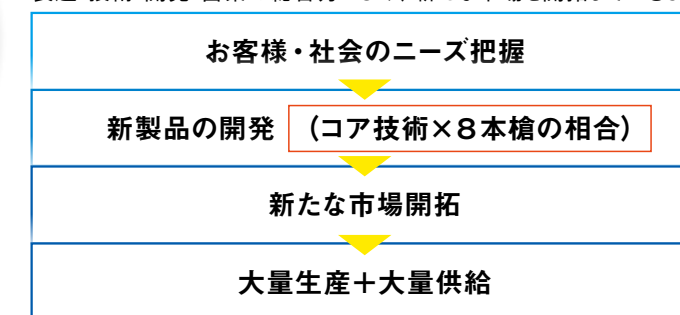 お客様・社会のニーズ把握
新製品の開発 (コア技術×8本槍の相合)
新たな市場開拓
大量生産＋大量供給